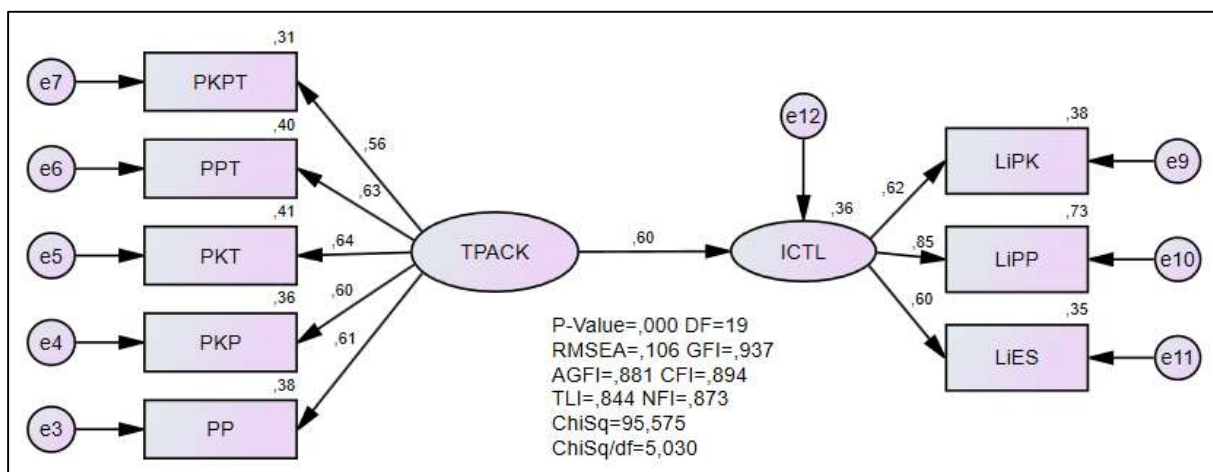 ,31
e7
PKPT
,40
e6
PPT
,41
e5
PKT
,36
e4
PKP
,38
e3
PP
,56
,63
,64
,60
,61
TPACK
,60
e12
,36
ICTL
,62
,85
,60
,38
LiPK
e9
,73
LiPP
e10
,35
LiES
e11
P-Value=,000 DF=19
RMSEA=,106 GFI=,937
AGFI=,881 CFI=,894
TLI=,844 NFI=,873
ChiSq=95,575
ChiSq/df=5,030